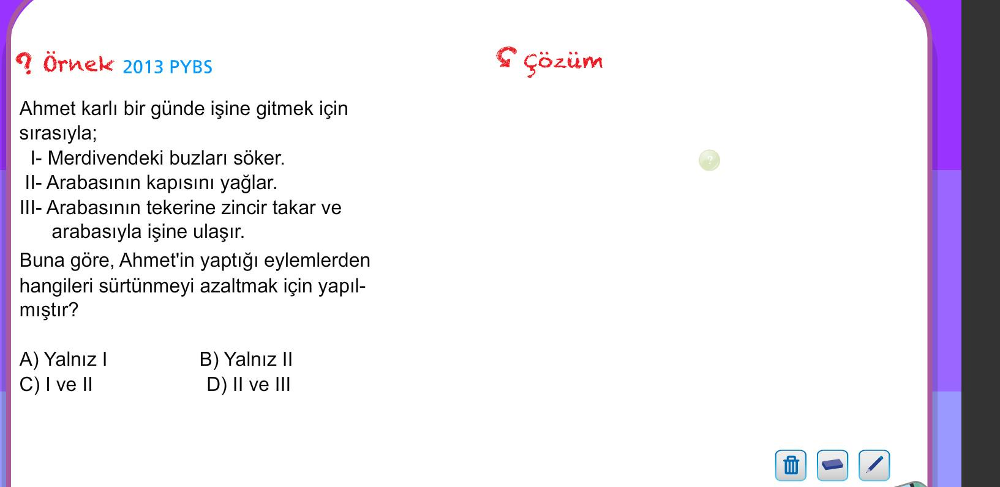 ? Örnek 2013 PYBS
Ahmet karlı bir günde işine gitmek için
sırasıyla;
I- Merdivendeki buzları söker.
II- Arabasının kapısını yağlar.
III- Arabasının tekerine zincir takar ve
arabasıyla işine ulaşır.
Buna göre, Ahmet'in yaptığı eylemlerden
hangileri sürtünmeyi azaltmak için yapıl-
mıştır?
A) Yalnız I B) Yalnız II
C) I ve II D) II ve III
Çözüm
?